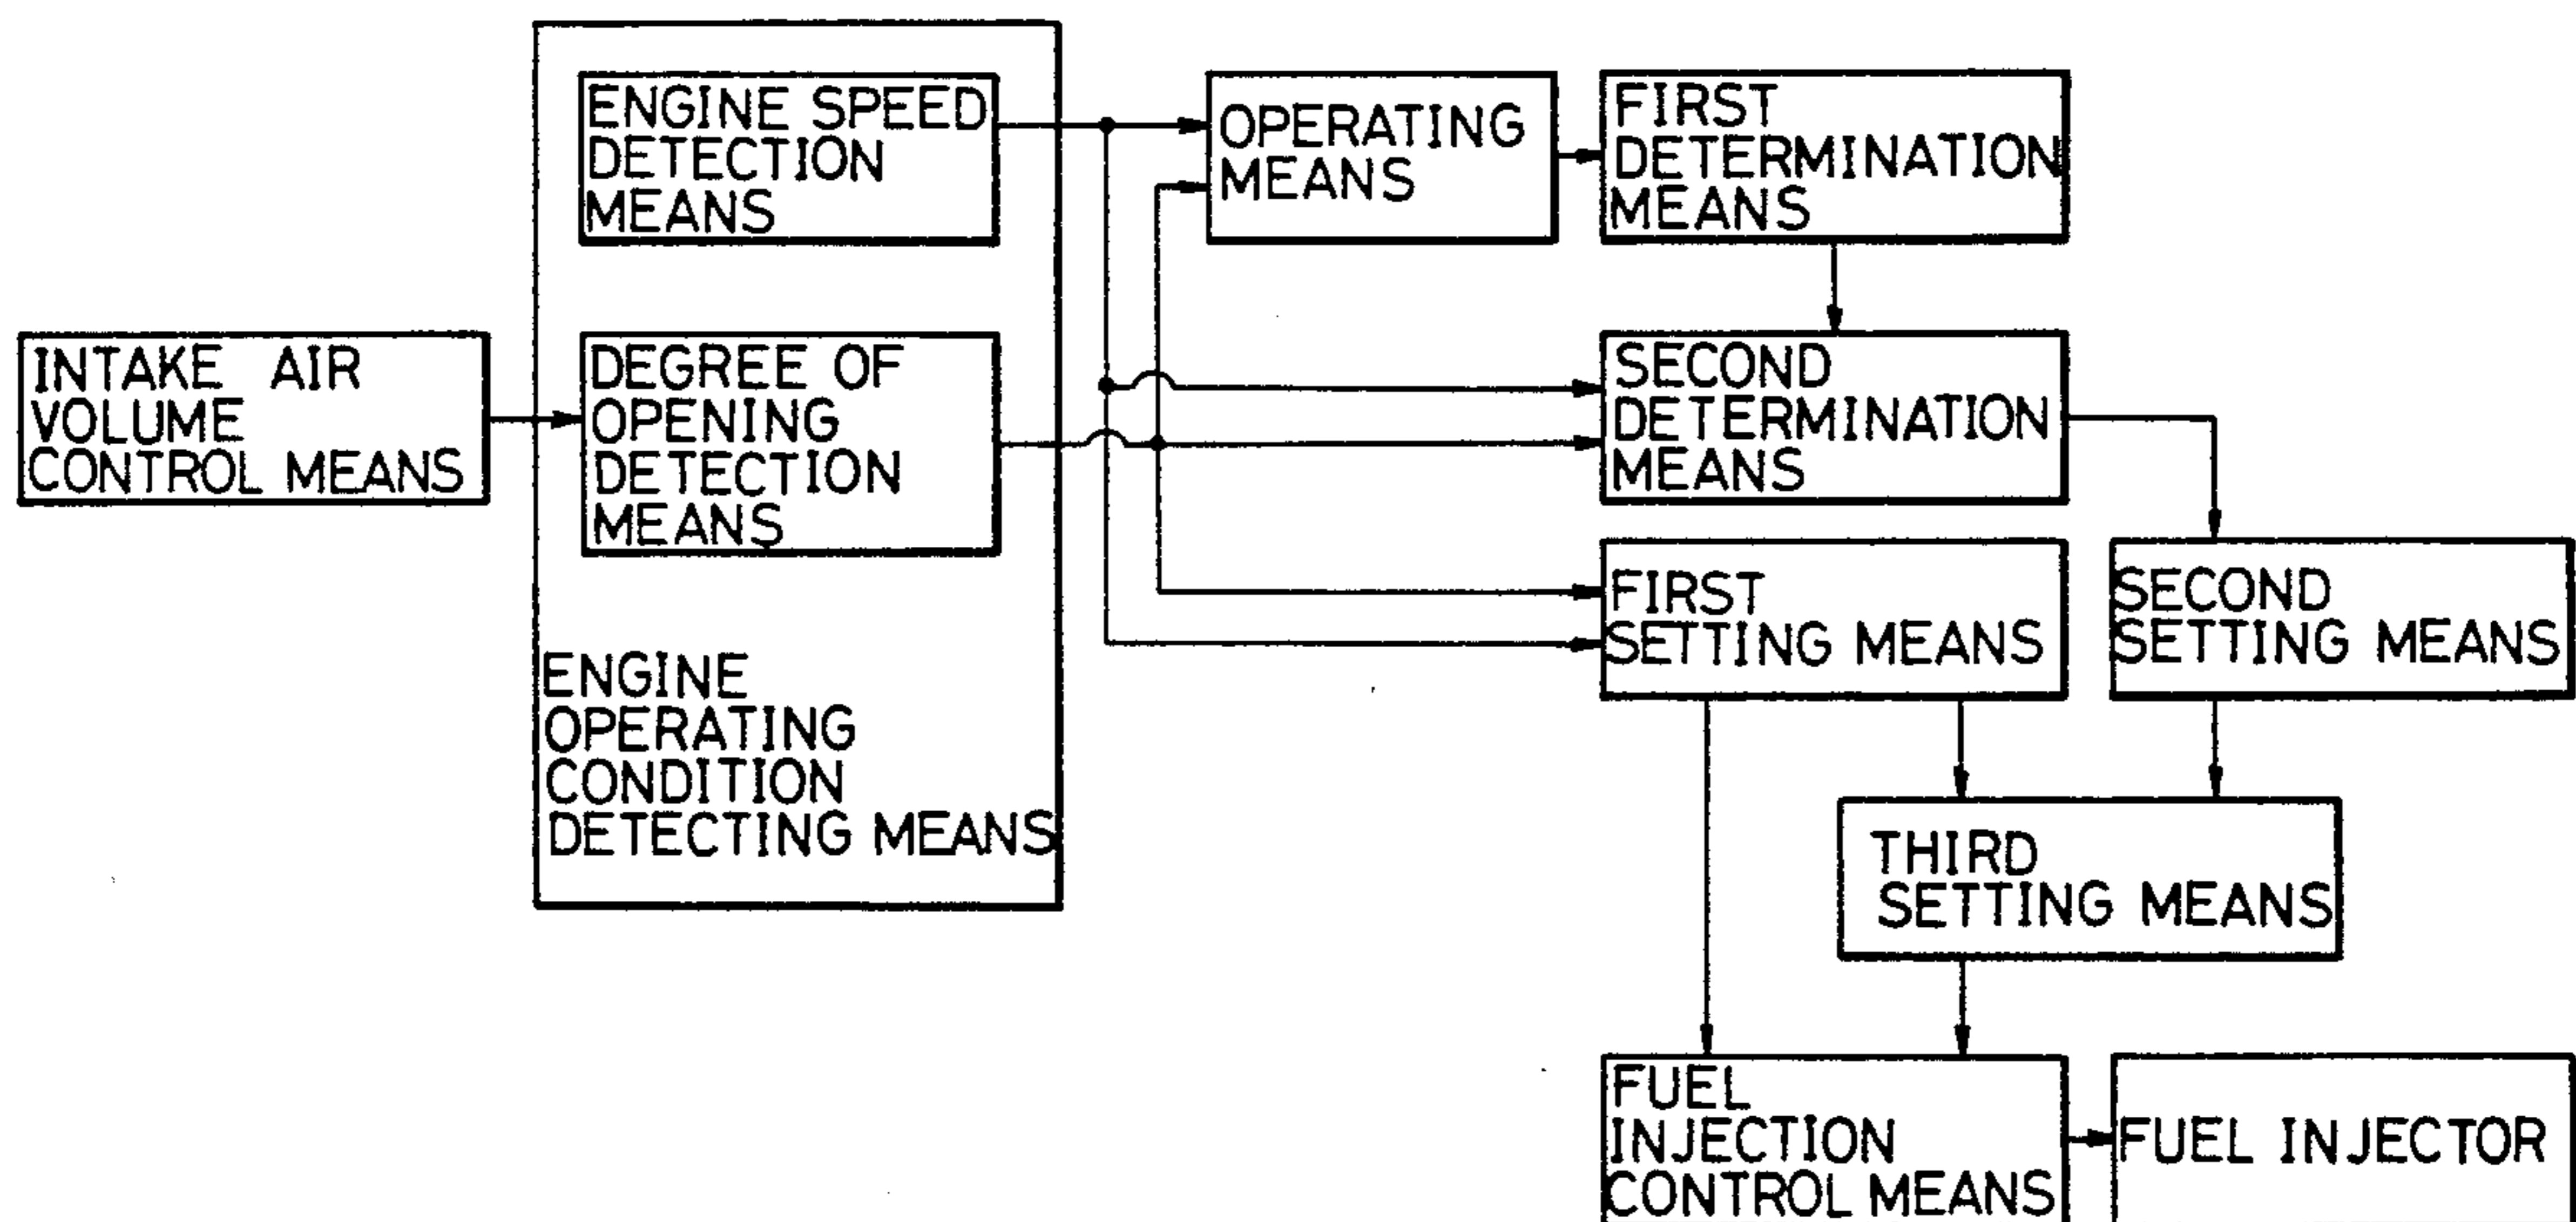 ENGINE SPEED
DETECTION
MEANS
OPERATING
MEANS
FIRST
DETERMINATION
MEANS
INTAKE AIR
VOLUME
CONTROL MEANS
DEGREE OF
OPENING
DETECTION
MEANS
SECOND
DETERMINATION
MEANS
FIRST
SETTING MEANS
SECOND
SETTING MEANS
ENGINE
OPERATING
CONDITION
DETECTING MEANS
THIRD
SETTING MEANS
FUEL
INJECTION
CONTROL MEANS
FUEL INJECTOR